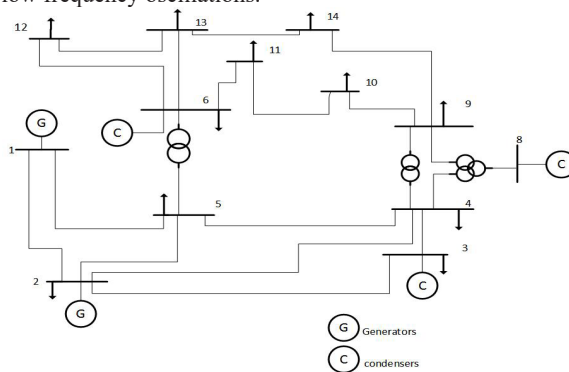 low frequency oscillations.
13
14
12
11
10
6
9
G
C
8
1
C
5
4
3
2
C
G
G Generators
C condensers